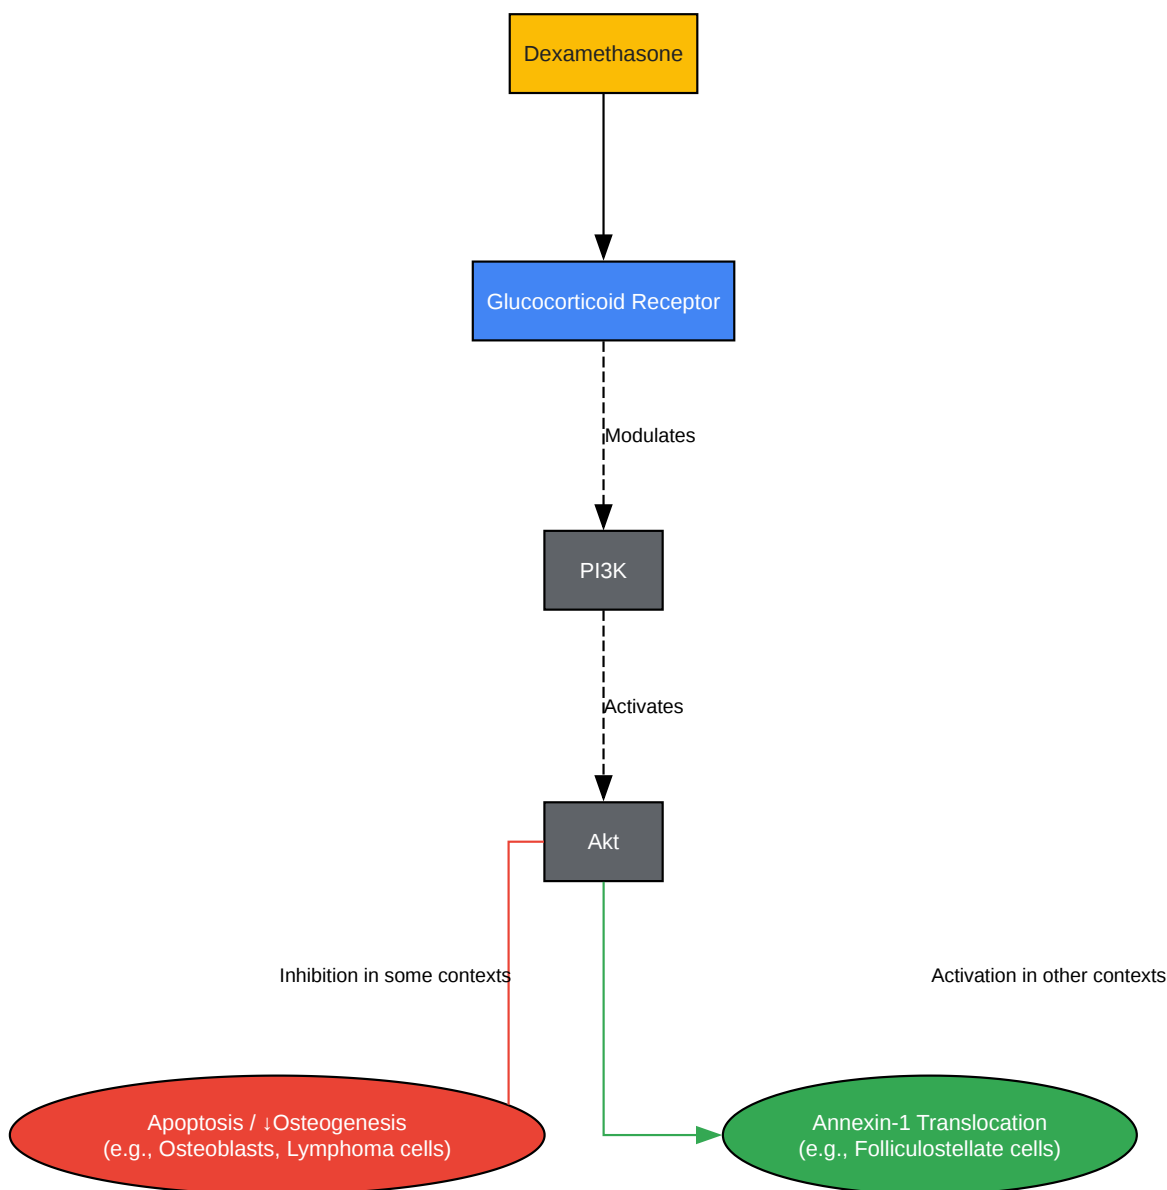 Dexamethasone
Glucocorticoid Receptor
Modulates
PI3K
Activates
Akt
Inhibition in some contexts
Activation in other contexts
Apoptosis / ↓Osteogenesis
(e.g., Osteoblasts, Lymphoma cells)
Annexin-1 Translocation
(e.g., Folliculostellate cells)